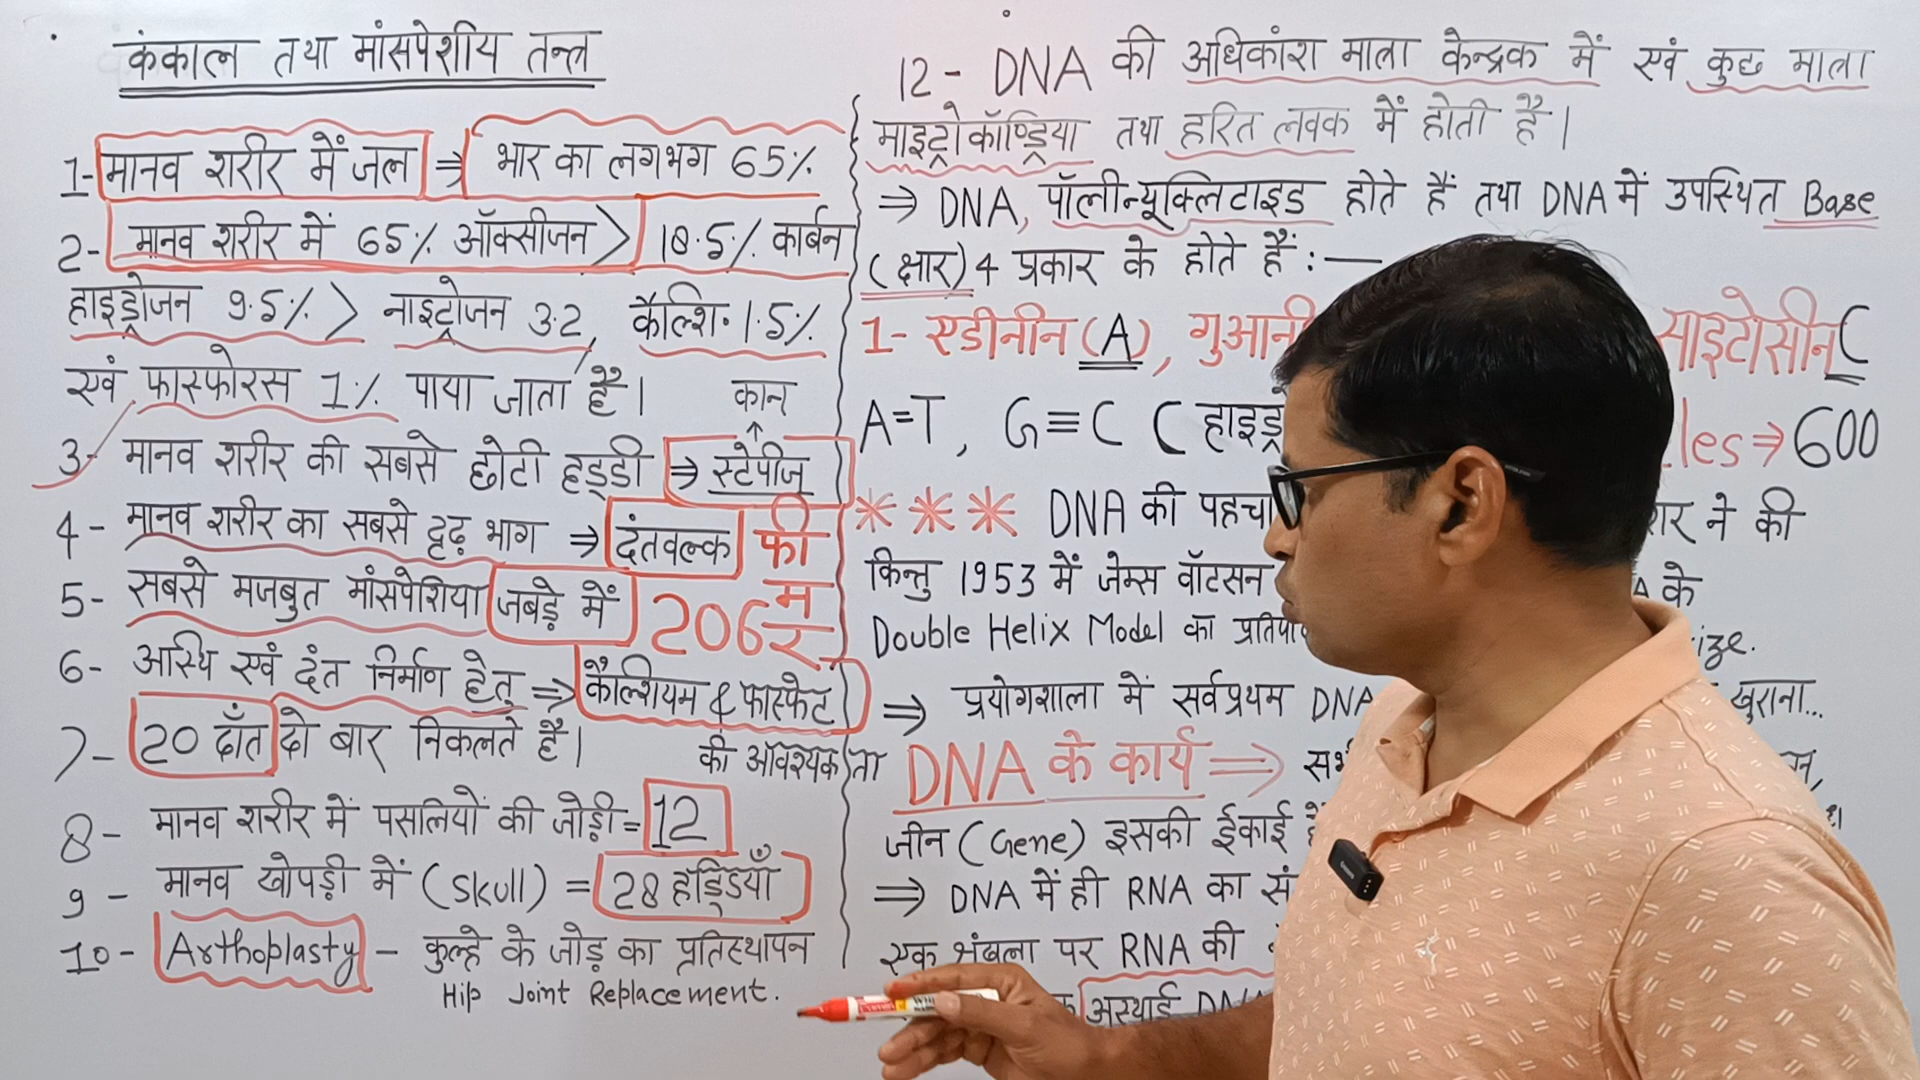 कंकाल तथा मांसपेशीय तन्त्र
1- मानव शरीर में जल ⇒ भार का लगभग 65%
2- मानव शरीर में 65% ऑक्सीजन > 18.5% कार्बन
हाइड्रोजन 9.5% > नाइट्रोजन 3.2, कैल्शि. 1.5%
एवं फास्फोरस 1% पाया जाता है।
कान
↑
3- मानव शरीर की सबसे छोटी हड्डी ⇒ स्टेपीज
4- मानव शरीर का सबसे दृढ़ भाग ⇒ दंतवल्क
फीमर
5- सबसे मजबुत मांसपेशिया जबड़े में 206
6- अस्थि एवं दंत निर्माण हेतु ⇒ कैल्शियम & फास्फेट
की आवश्यकता
7- 20 दाँत दो बार निकलते हैं।
8- मानव शरीर में पसलियों की जोड़ी = 12
9- मानव खोपड़ी में (Skull) = 28 हड्डियाँ
10- Arthoplasty – कुल्हे के जोड़ का प्रतिस्थापन
Hip Joint Replacement.
12- DNA की अधिकांश मात्रा केन्द्रक में एवं कुछ मात्रा
माइट्रोकॉण्ड्रिया तथा हरित लवक में होती है।
⇒ DNA, पॉलीन्यूक्लिटाइड होते हैं तथा DNA में उपस्थित Base
(क्षार) 4 प्रकार के होते हैं :—
1- एडीनीन (A), साइटोसीन C
A=T, G≡C ( ⇒ 600
*** DNA की ने की
किन्तु 1953 में जेम्स वॉटसन के
Double Helix Model का
⇒ प्रयोगशाला में सर्वप्रथम DNA खुराना...
DNA के कार्य ⇒
जीन (Gene) इसकी ईकाई
⇒ DNA में ही RNA का
एक श्रंखला पर RNA की
अस्थाई